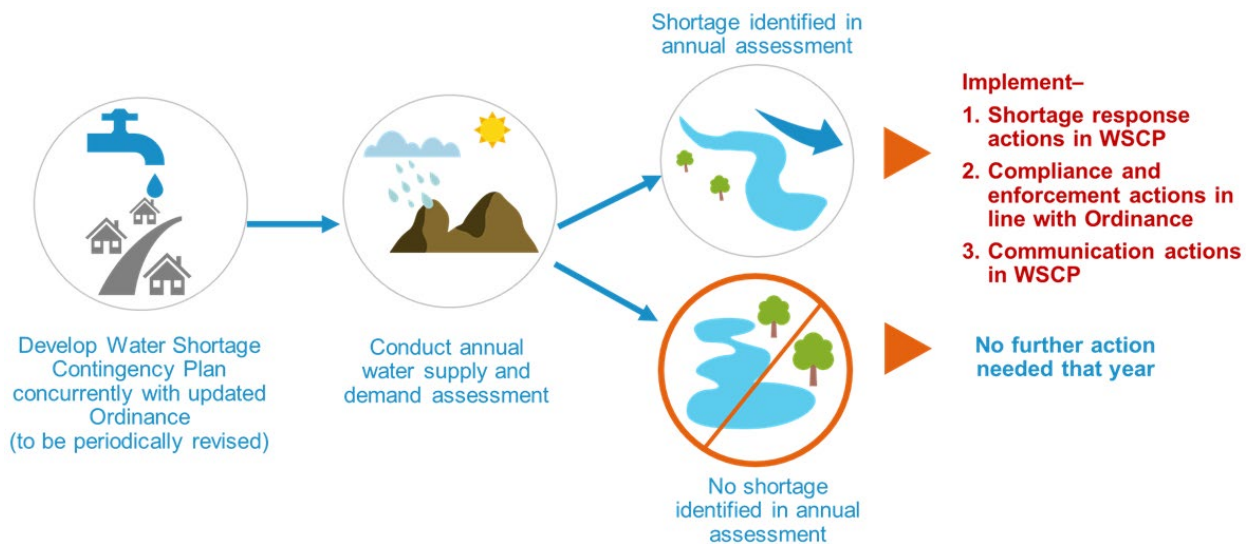 Develop Water Shortage
Contingency Plan
concurrently with updated
Ordinance
(to be periodically revised)
Conduct annual
water supply and
demand assessment
Shortage identified in
annual assessment
Implement–
1. Shortage response
actions in WSCP
2. Compliance and
enforcement actions in
line with Ordinance
3. Communication actions
in WSCP
No shortage
identified in annual
assessment
No further action
needed that year